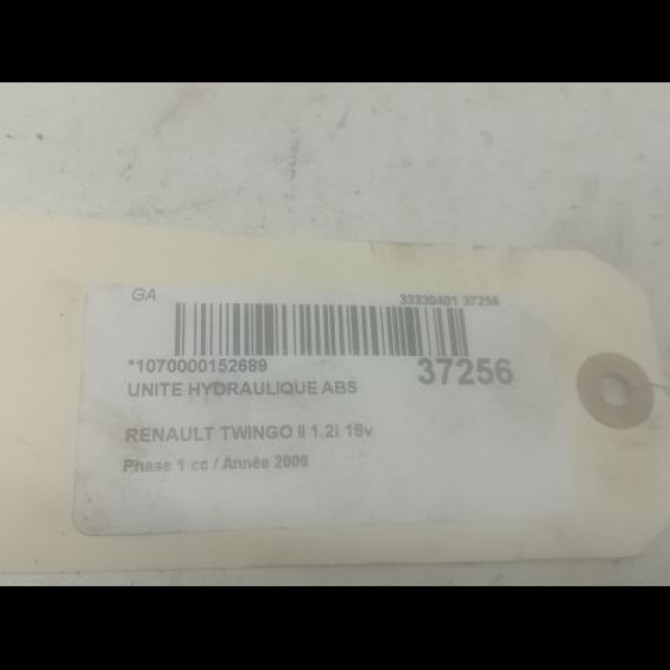 GA 33330401 37256
*1070000152689 37256
UNITE HYDRAULIQUE ABS
RENAULT TWINGO II 1.2i 16v
Phase 1 cc / Année 2009